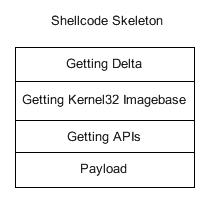 Shellcode Skeleton
Getting Delta
Getting Kernel32 Imagebase
Getting APIs
Payload